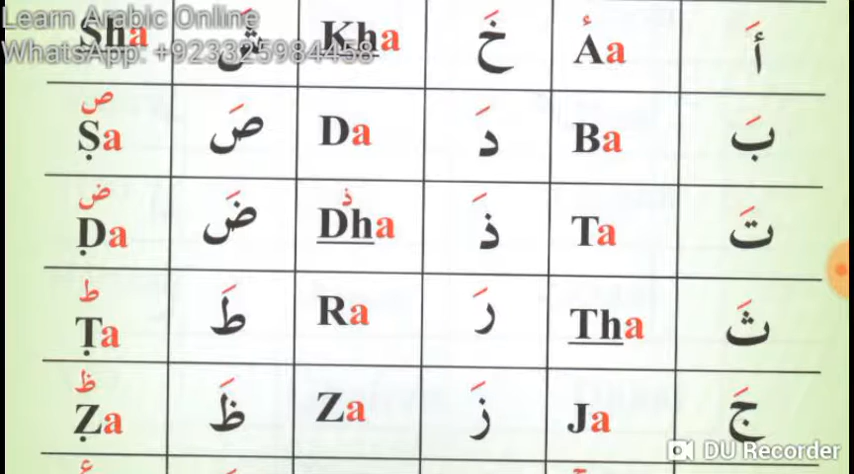 Learn Arabic Online
WhatsApp: +923325984458
Sha شَ Kha خَ Aa أَ
ص
Ṣa صَ Da دَ Ba بَ
ض ذ
Ḍa ضَ Dha ذَ Ta تَ
ط
Ṭa طَ Ra رَ Tha ثَ
ظ
Ẓa ظَ Za زَ Ja جَ
DU Recorder